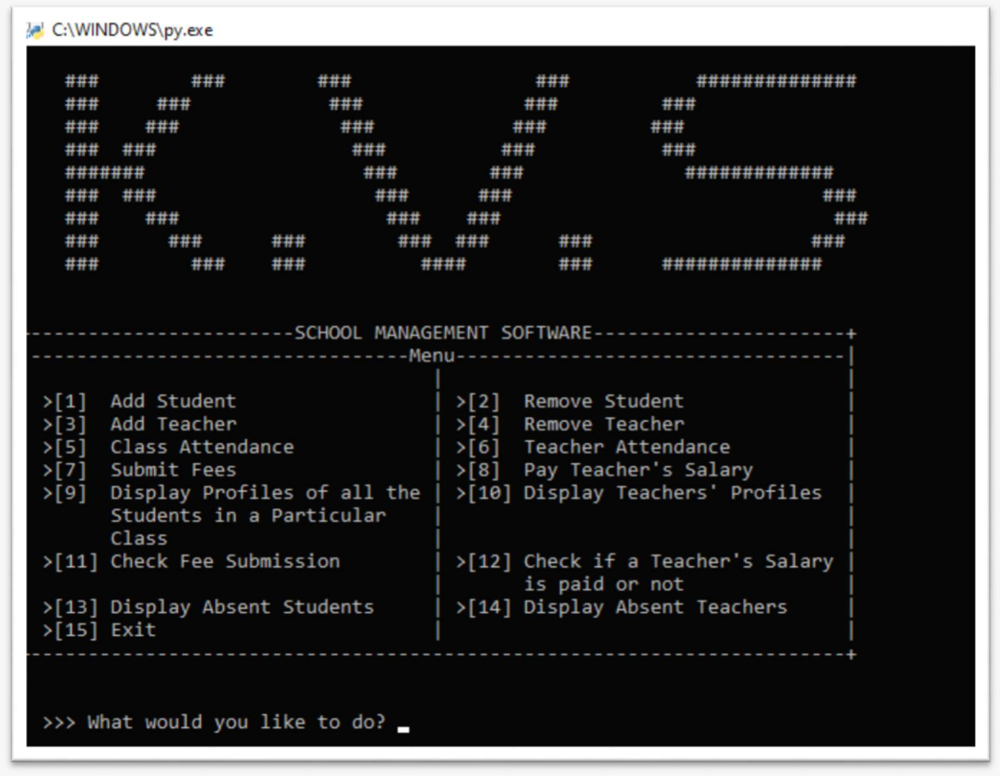 C:\WINDOWS\py.exe
K.V.S
------------------------SCHOOL MANAGEMENT SOFTWARE----------------------+
---------------------------------Menu----------------------------------|
>[1] Add Student | >[2] Remove Student |
>[3] Add Teacher | >[4] Remove Teacher |
>[5] Class Attendance | >[6] Teacher Attendance |
>[7] Submit Fees | >[8] Pay Teacher's Salary |
>[9] Display Profiles of all the | >[10] Display Teachers' Profiles |
Students in a Particular | |
Class | |
>[11] Check Fee Submission | >[12] Check if a Teacher's Salary |
| is paid or not |
>[13] Display Absent Students | >[14] Display Absent Teachers |
>[15] Exit | |
------------------------------------------------------------------------+
>>> What would you like to do?